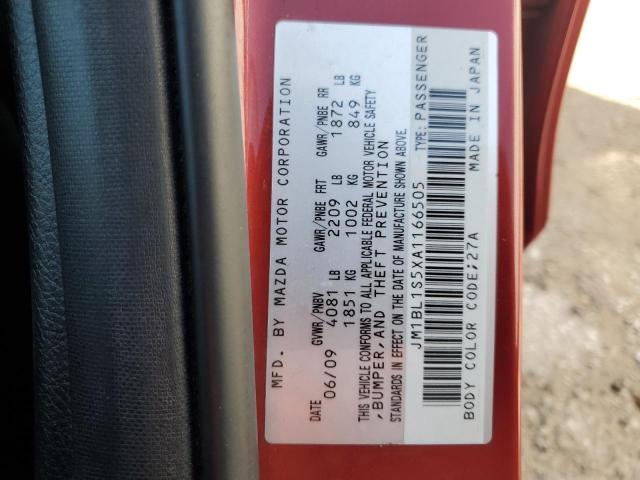 MFD. BY MAZDA MOTOR CORPORATION
DATE GVWR/PNBV GAWR/PNBE FRT GAWR/PNBE RR
06/09 4081 LB 2209 LB 1872 LB
1851 KG 1002 KG 849 KG
THIS VEHICLE CONFORMS TO ALL APPLICABLE FEDERAL MOTOR VEHICLE SAFETY
,BUMPER, AND THEFT PREVENTION
STANDARDS IN EFFECT ON THE DATE OF MANUFACTURE SHOWN ABOVE.
JM1BL1S5XA1166505 TYPE: PASSENGER
BODY COLOR CODE;27A MADE IN JAPAN